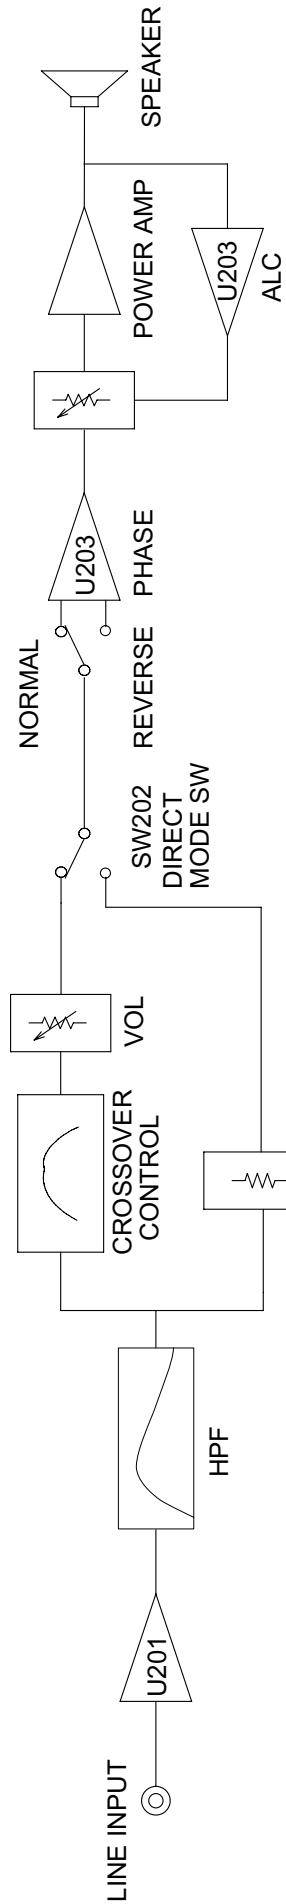 LINE INPUT
U201
HPF
CROSSOVER
CONTROL
VOL
SW202
DIRECT
MODE SW
NORMAL
REVERSE
U203
PHASE
POWER AMP
U203
ALC
SPEAKER